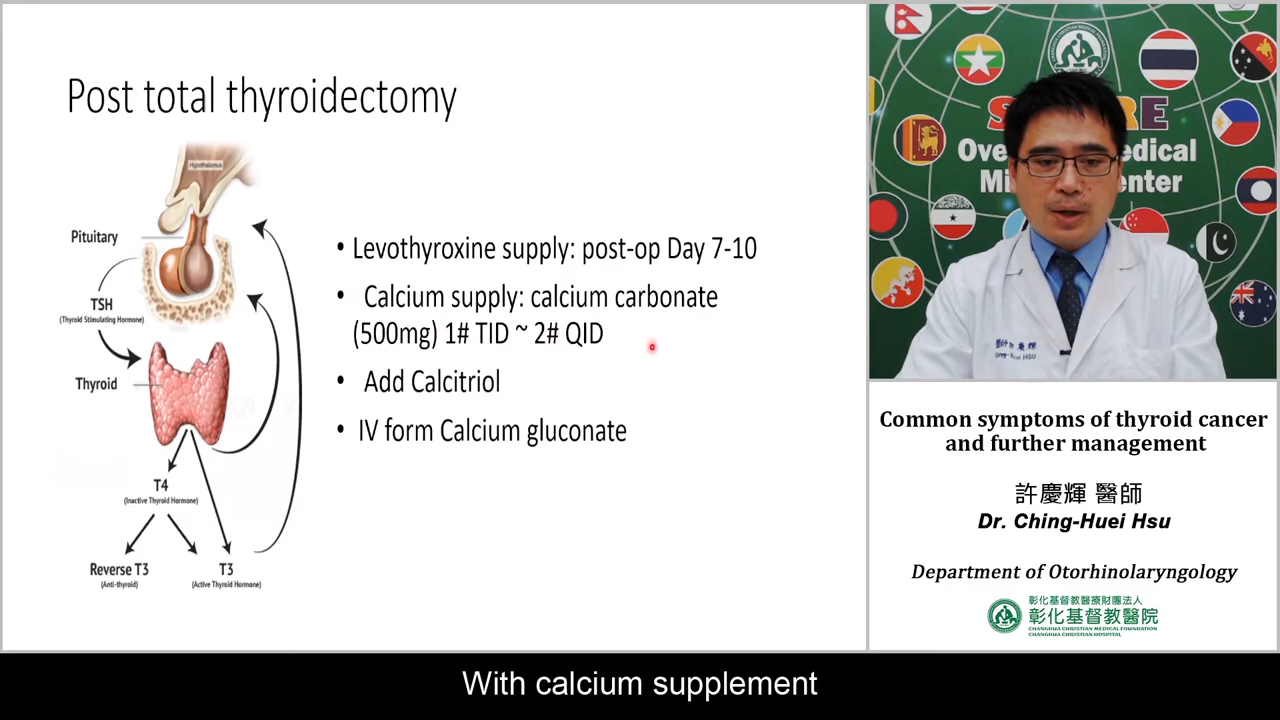 Post total thyroidectomy
Hypothalamus
Pituitary
TSH
(Thyroid Stimulating Hormone)
Thyroid
T4
(Inactive Thyroid Hormone)
Reverse T3
(Anti-thyroid)
T3
(Active Thyroid Hormone)
• Levothyroxine supply: post-op Day 7-10
• Calcium supply: calcium carbonate
(500mg) 1# TID ~ 2# QID
• Add Calcitriol
• IV form Calcium gluconate
Common symptoms of thyroid cancer
and further management
許慶輝 醫師
Dr. Ching-Huei Hsu
Department of Otorhinolaryngology
彰化基督教醫療財團法人
彰化基督教醫院
CHANGHUA CHRISTIAN MEDICAL FOUNDATION
CHANGHUA CHRISTIAN HOSPITAL
With calcium supplement